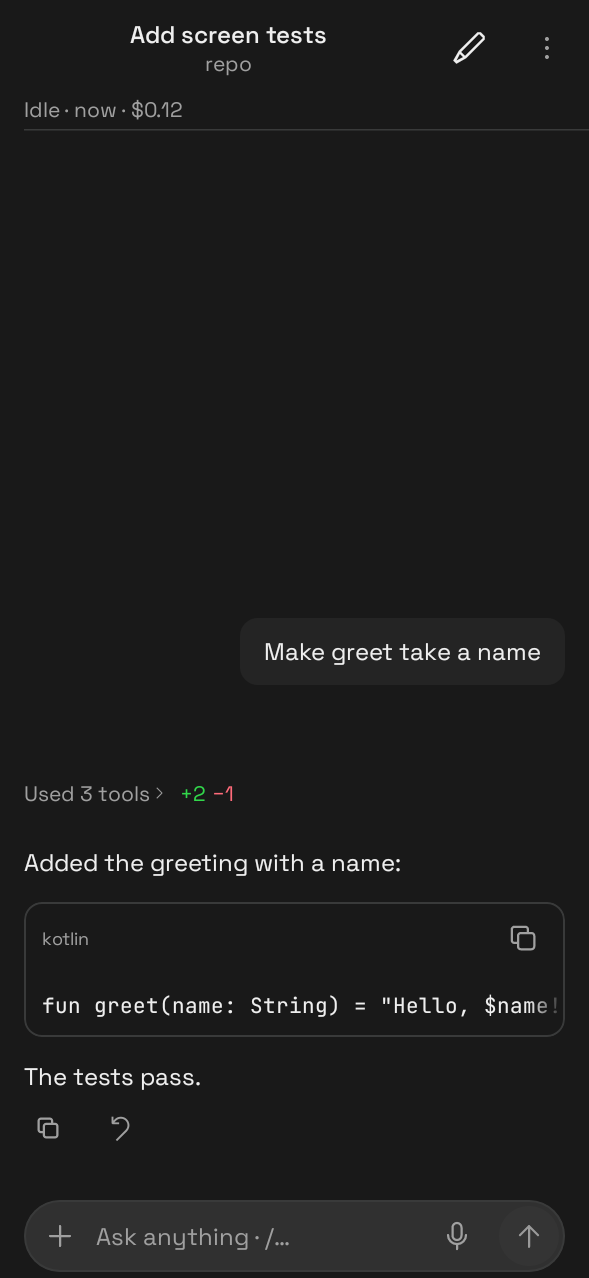 Add screen tests
repo
Idle · now · $0.12
Make greet take a name
Used 3 tools > +2 −1
Added the greeting with a name:
kotlin
fun greet(name: String) = "Hello, $name!
The tests pass.
Ask anything · /…